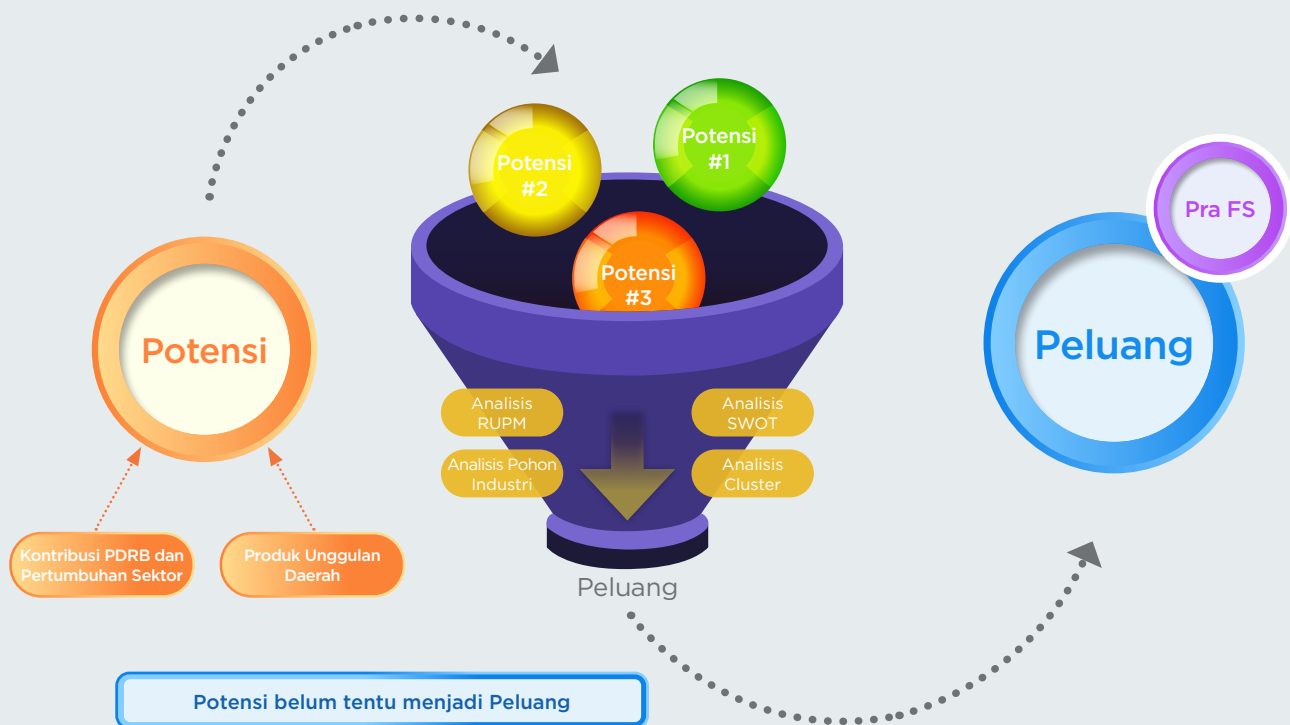 Potensi
Kontribusi PDRB dan
Pertumbuhan Sektor
Produk Unggulan
Daerah
Potensi
#2
Potensi
#1
Potensi
#3
Analisis
RUPM
Analisis
SWOT
Analisis Pohon
Industri
Analisis
Cluster
Peluang
Pra FS
Peluang
Potensi belum tentu menjadi Peluang